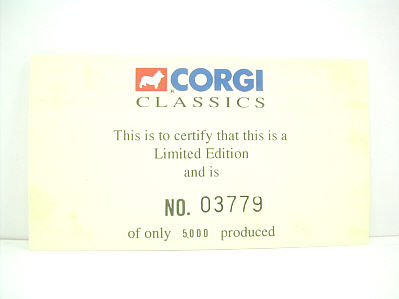 CORGI
CLASSICS
This is to certify that this is a
Limited Edition
and is
NO. 03779
of only 5,000 produced